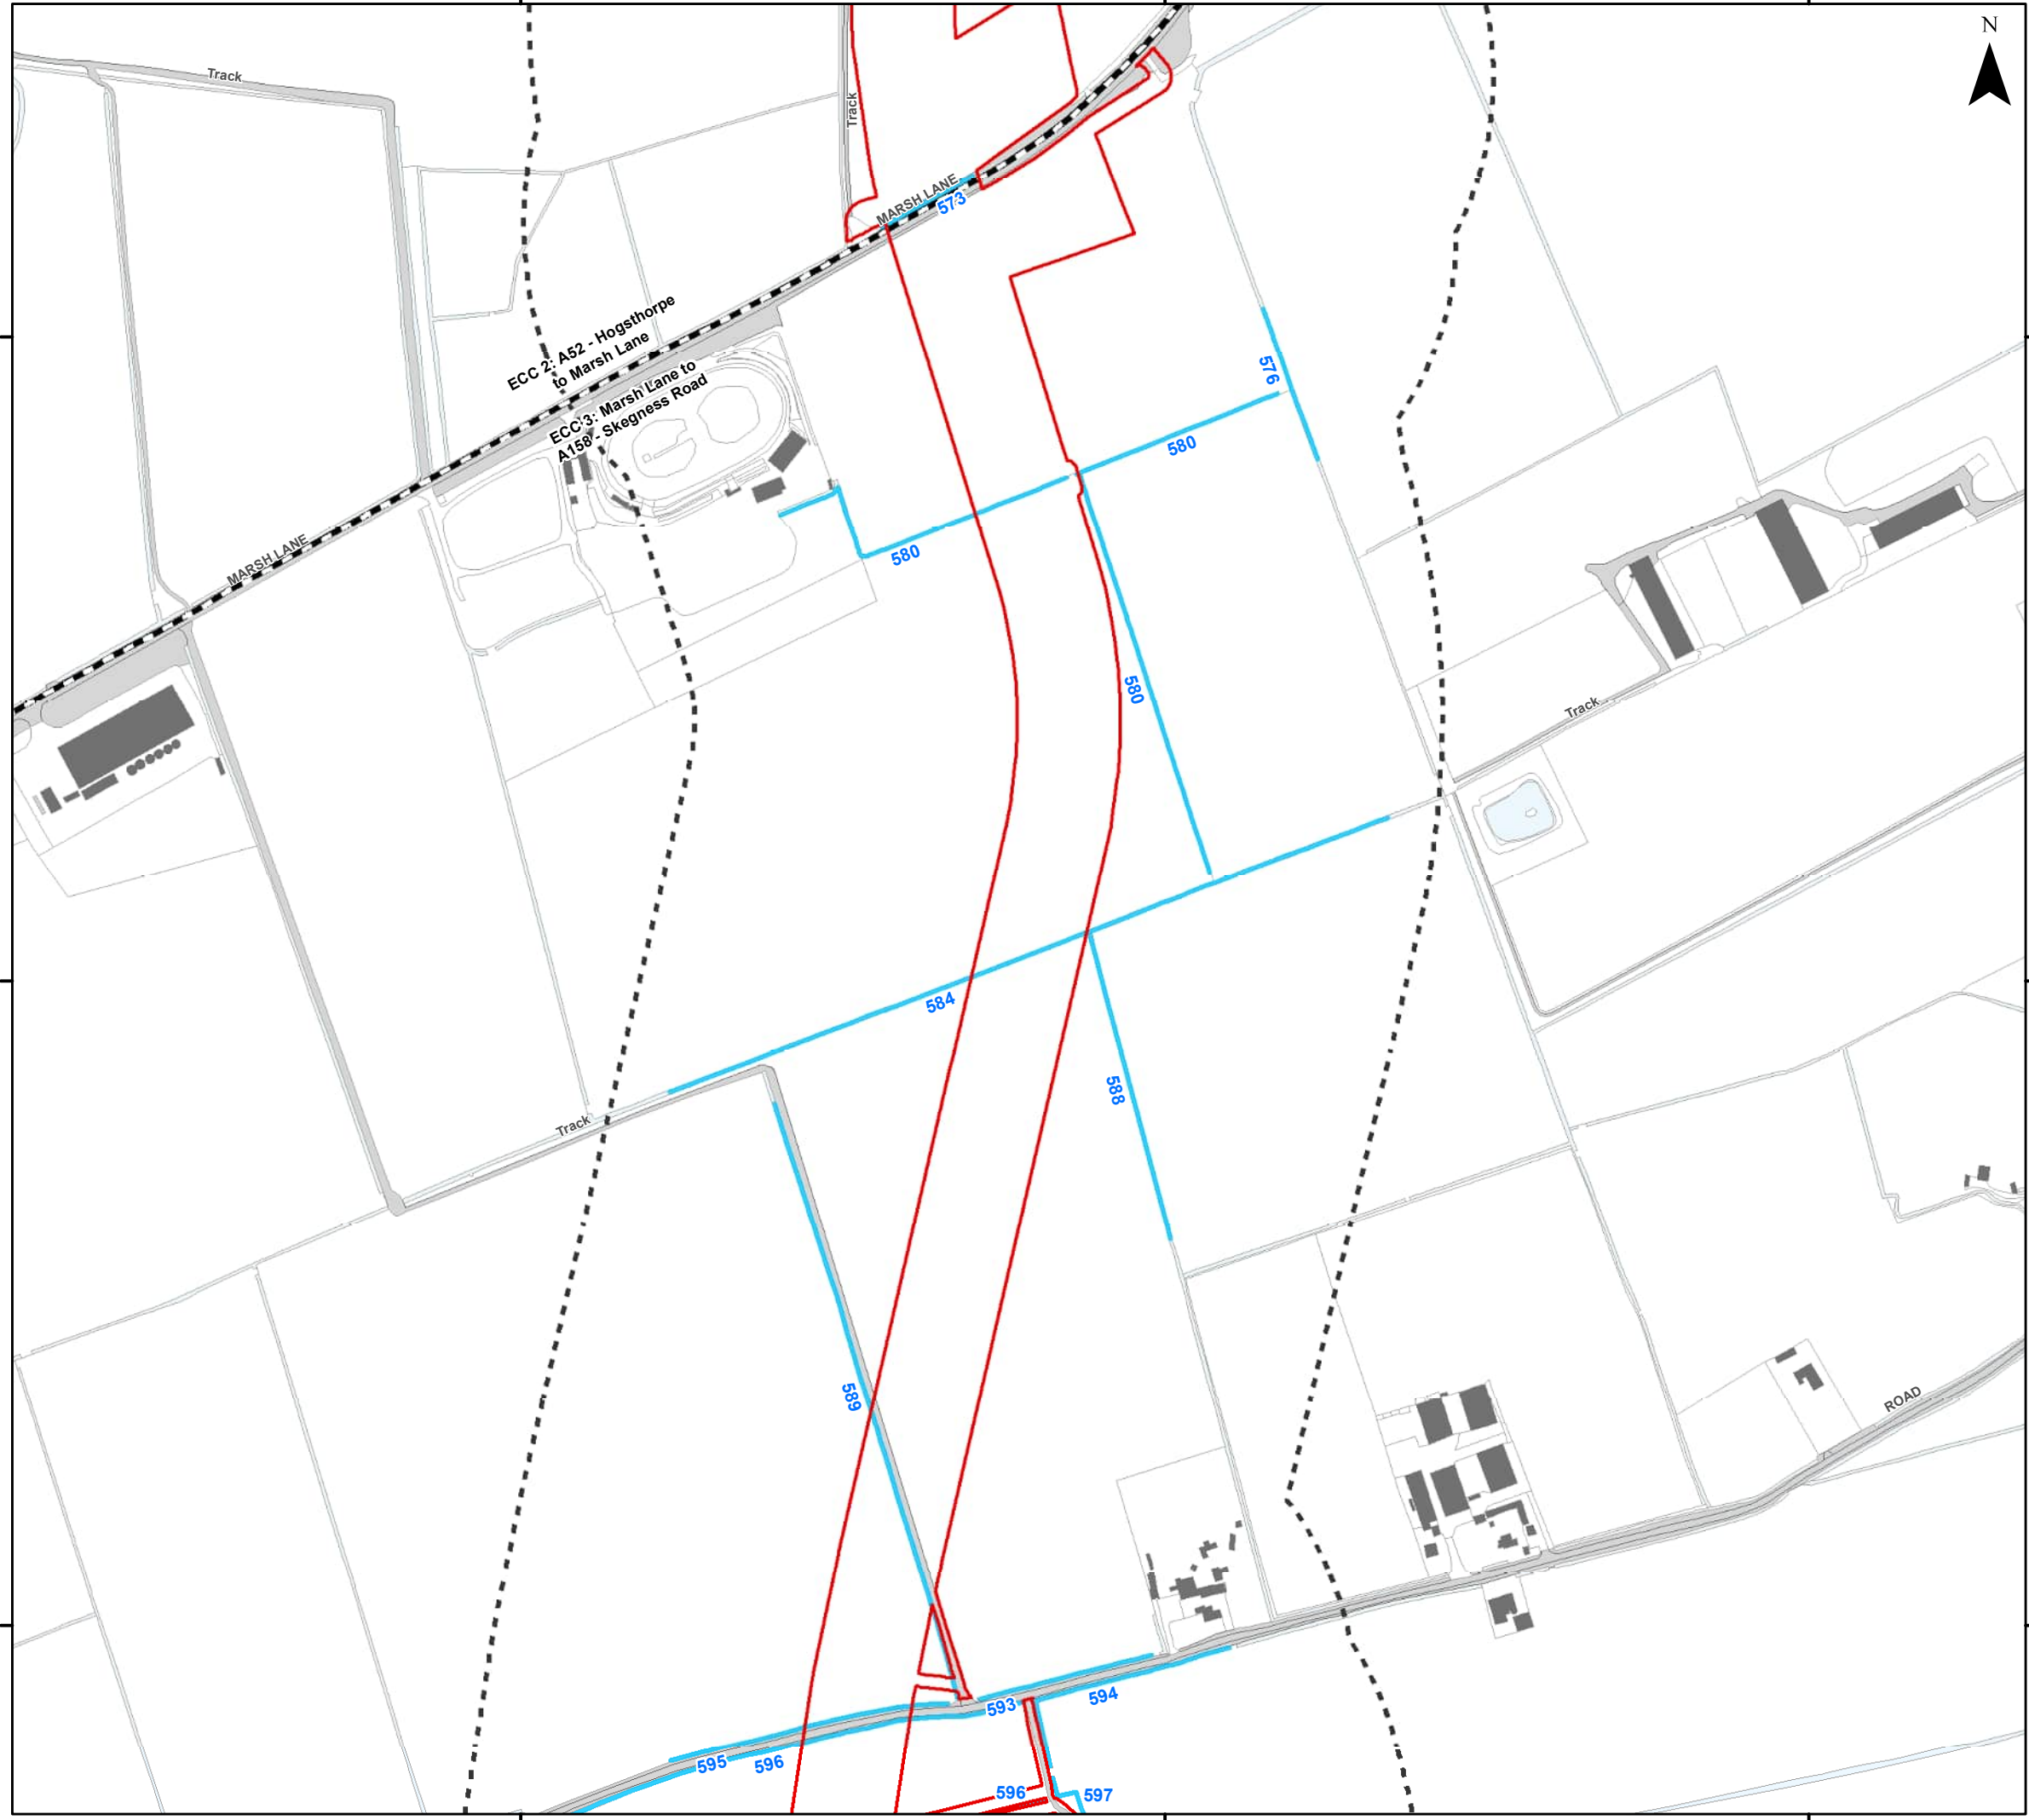 N
Track
Track
MARSH LANE
573
ECC 2: A52 - Hogsthorpe
to Marsh Lane
ECC 3: Marsh Lane to
A158 - Skegness Road
576
580
580
MARSH LANE
580
Track
584
588
Track
589
ROAD
593
594
595
596
596
597